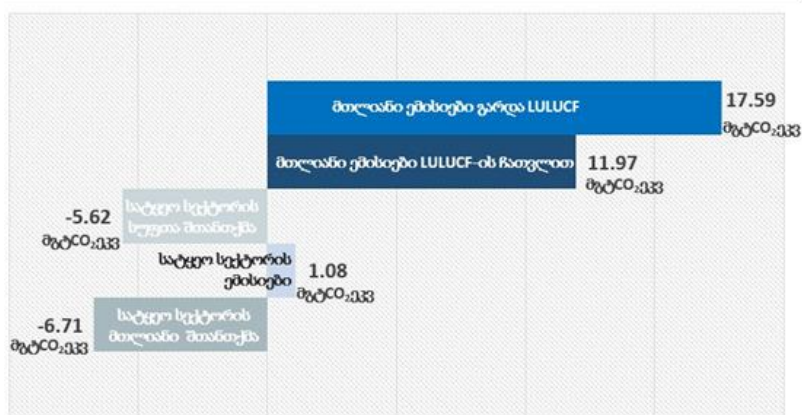 მთლიანი ემისიები გარდა LULUCF
17.59
მგტCO₂ეკვ
მთლიანი ემისიები LULUCF-ის ჩათვლით
11.97
მგტCO₂ეკვ
სატყეო სექტორის
სუფთა შთანთქმა
-5.62
მგტCO₂ეკვ
სატყეო სექტორის
ემისიები
1.08
მგტCO₂ეკვ
სატყეო სექტორის
მთლიანი შთანთქმა
-6.71
მგტCO₂ეკვ